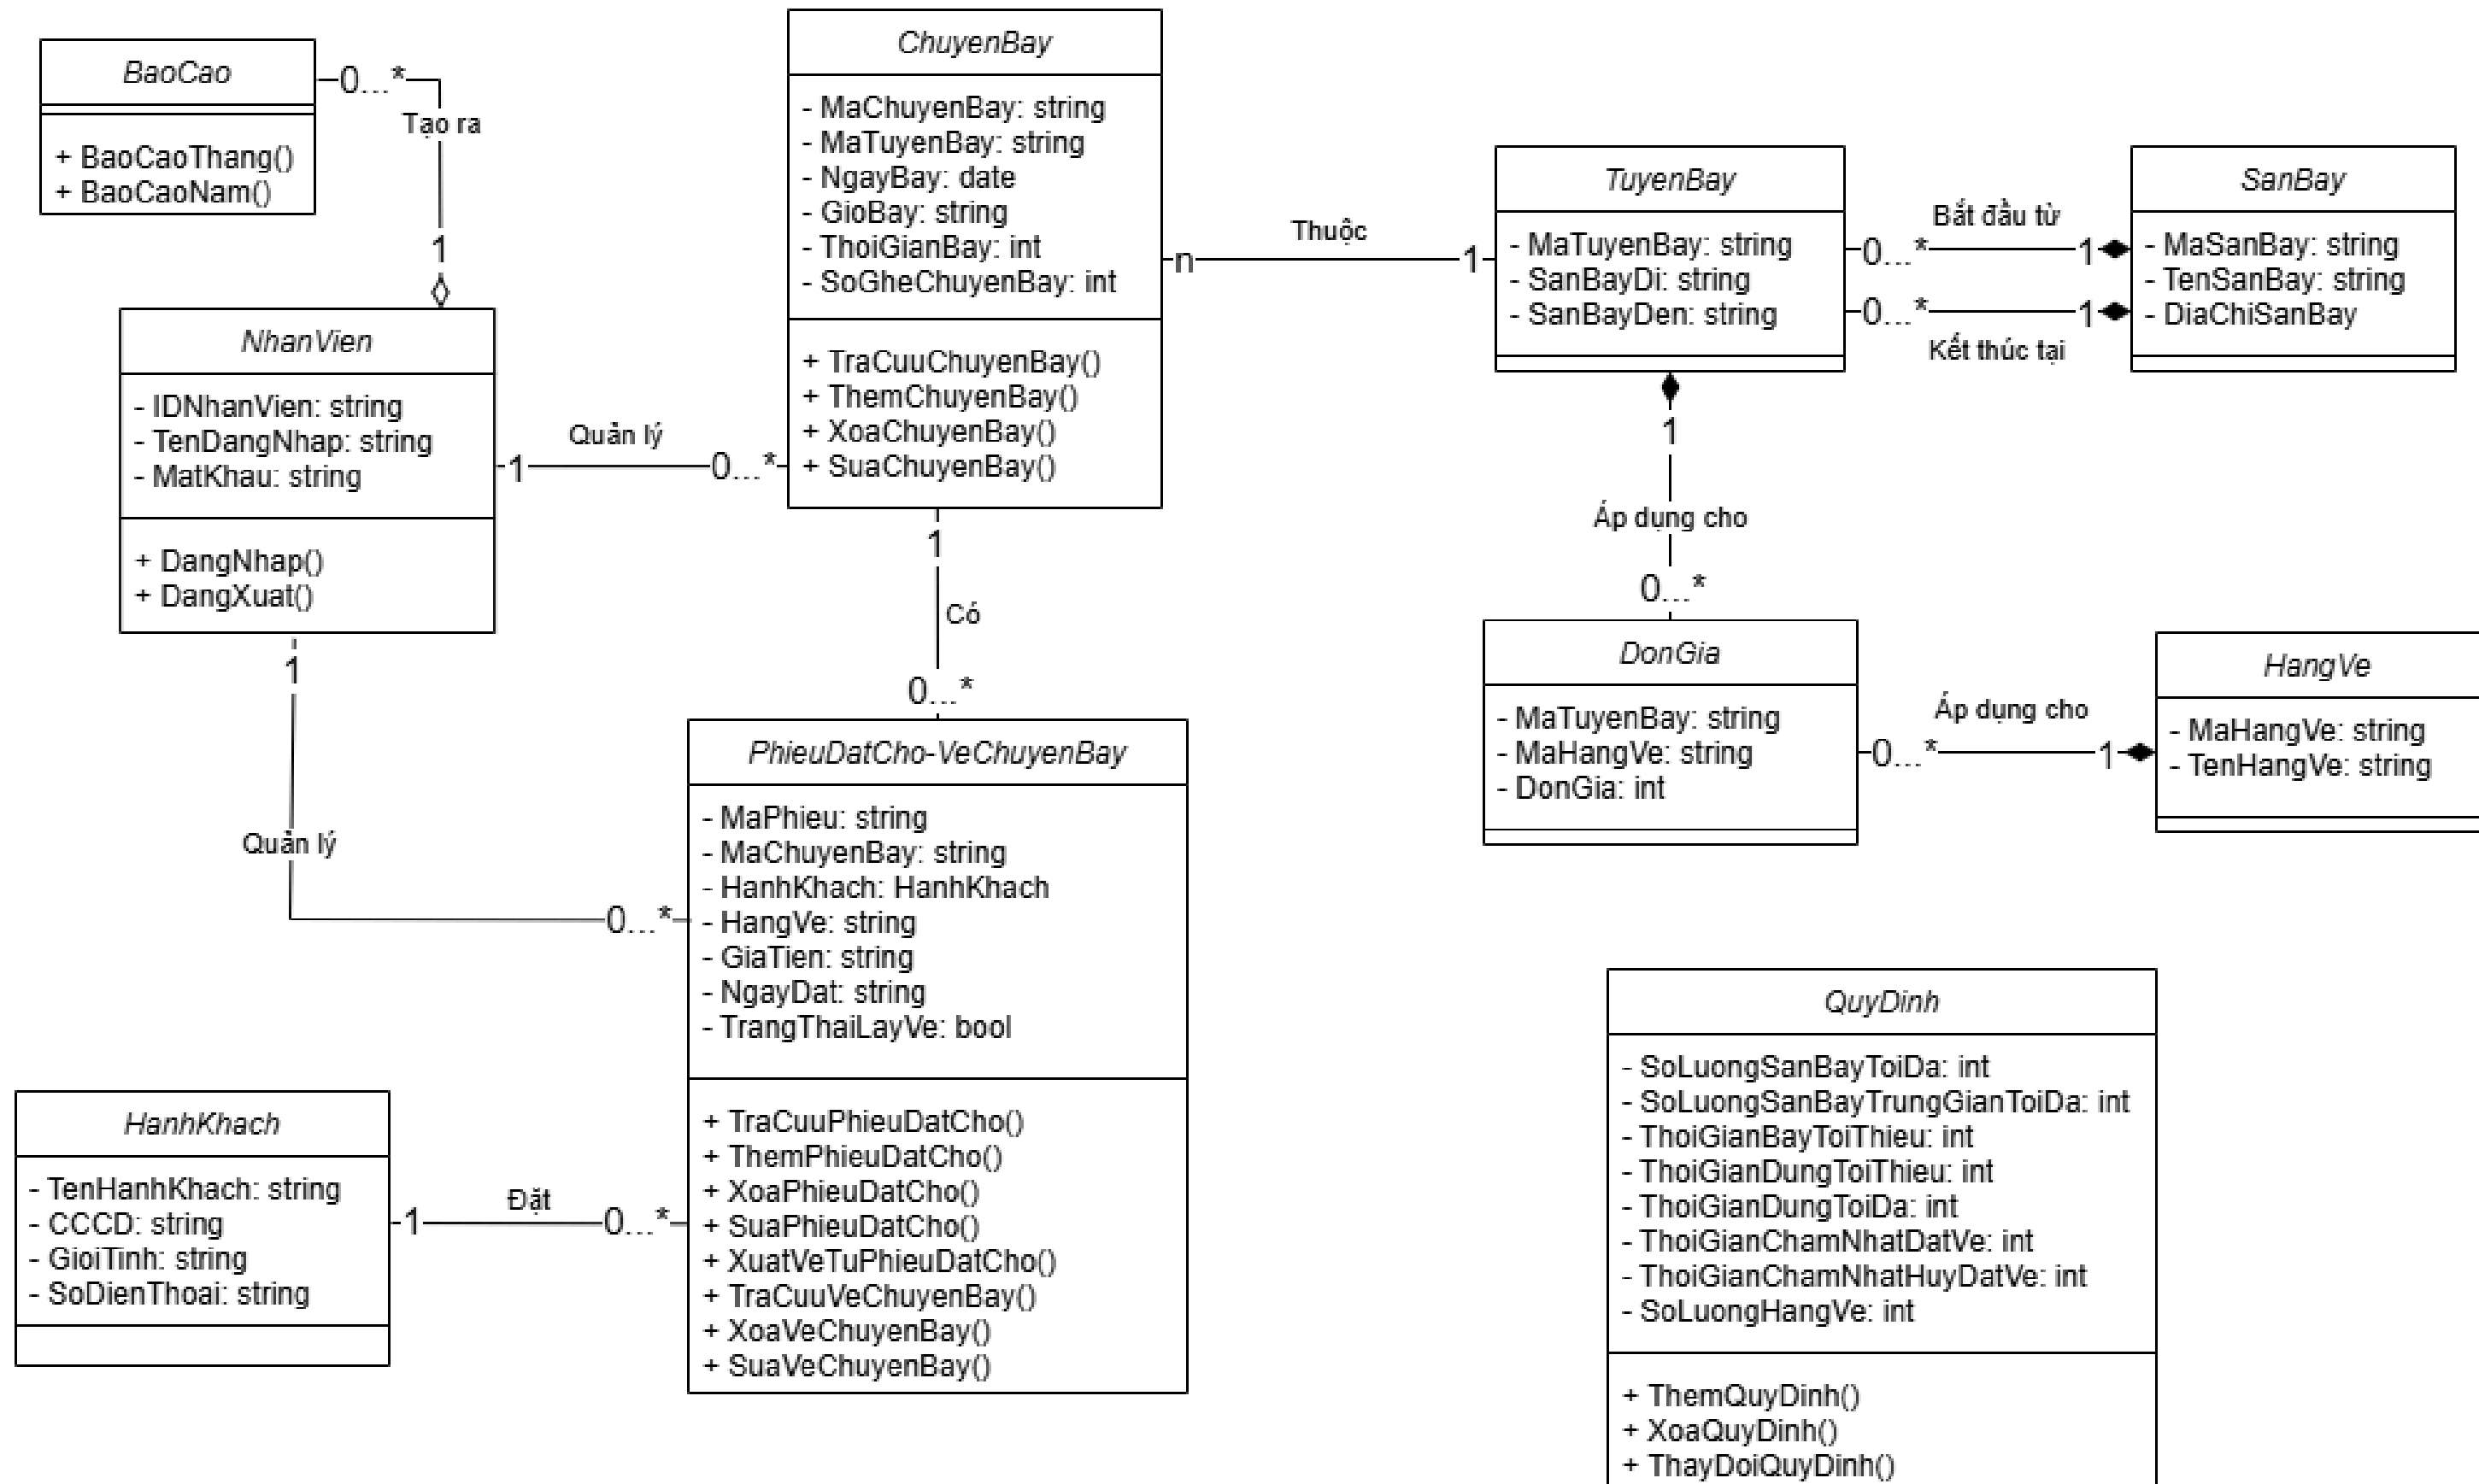 BaoCao
+ BaoCaoThang()
+ BaoCaoNam()
0...*
Tạo ra
1
NhanVien
- IDNhanVien: string
- TenDangNhap: string
- MatKhau: string
+ DangNhap()
+ DangXuat()
1
Quản lý
0...*
ChuyenBay
- MaChuyenBay: string
- MaTuyenBay: string
- NgayBay: date
- GioBay: string
- ThoiGianBay: int
- SoGheChuyenBay: int
+ TraCuuChuyenBay()
+ ThemChuyenBay()
+ XoaChuyenBay()
+ SuaChuyenBay()
n
Thuộc
1
TuyenBay
- MaTuyenBay: string
- SanBayDi: string
- SanBayDen: string
Bắt đầu từ
0...*
1
0...*
1
Kết thúc tại
SanBay
- MaSanBay: string
- TenSanBay: string
- DiaChiSanBay
1
Áp dụng cho
0...*
DonGia
- MaTuyenBay: string
- MaHangVe: string
- DonGia: int
Áp dụng cho
0...*
1
HangVe
- MaHangVe: string
- TenHangVe: string
1
Có
0...*
PhieuDatCho-VeChuyenBay
- MaPhieu: string
- MaChuyenBay: string
- HanhKhach: HanhKhach
- HangVe: string
- GiaTien: string
- NgayDat: string
- TrangThaiLayVe: bool
+ TraCuuPhieuDatCho()
+ ThemPhieuDatCho()
+ XoaPhieuDatCho()
+ SuaPhieuDatCho()
+ XuatVeTuPhieuDatCho()
+ TraCuuVeChuyenBay()
+ XoaVeChuyenBay()
+ SuaVeChuyenBay()
1
Quản lý
0...*
HanhKhach
- TenHanhKhach: string
- CCCD: string
- GioiTinh: string
- SoDienThoai: string
1
Đặt
0...*
QuyDinh
- SoLuongSanBayToiDa: int
- SoLuongSanBayTrungGianToiDa: int
- ThoiGianBayToiThieu: int
- ThoiGianDungToiThieu: int
- ThoiGianDungToiDa: int
- ThoiGianChamNhatDatVe: int
- ThoiGianChamNhatHuyDatVe: int
- SoLuongHangVe: int
+ ThemQuyDinh()
+ XoaQuyDinh()
+ ThayDoiQuyDinh()